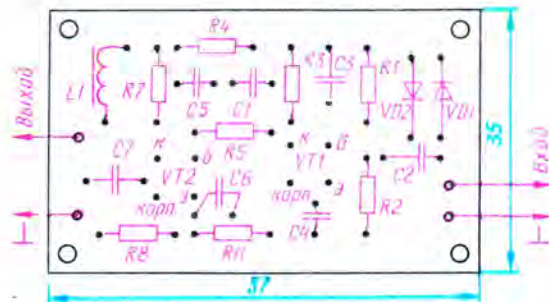 R4
L1
R7
C5
C1
R3
C3
R1
VD2
VD1
Выход
35
Вход
C7
к
VT2
б
R5
э
C6
корп
к
VT1
б
э
корп
R2
C2
C4
R8
R11
57